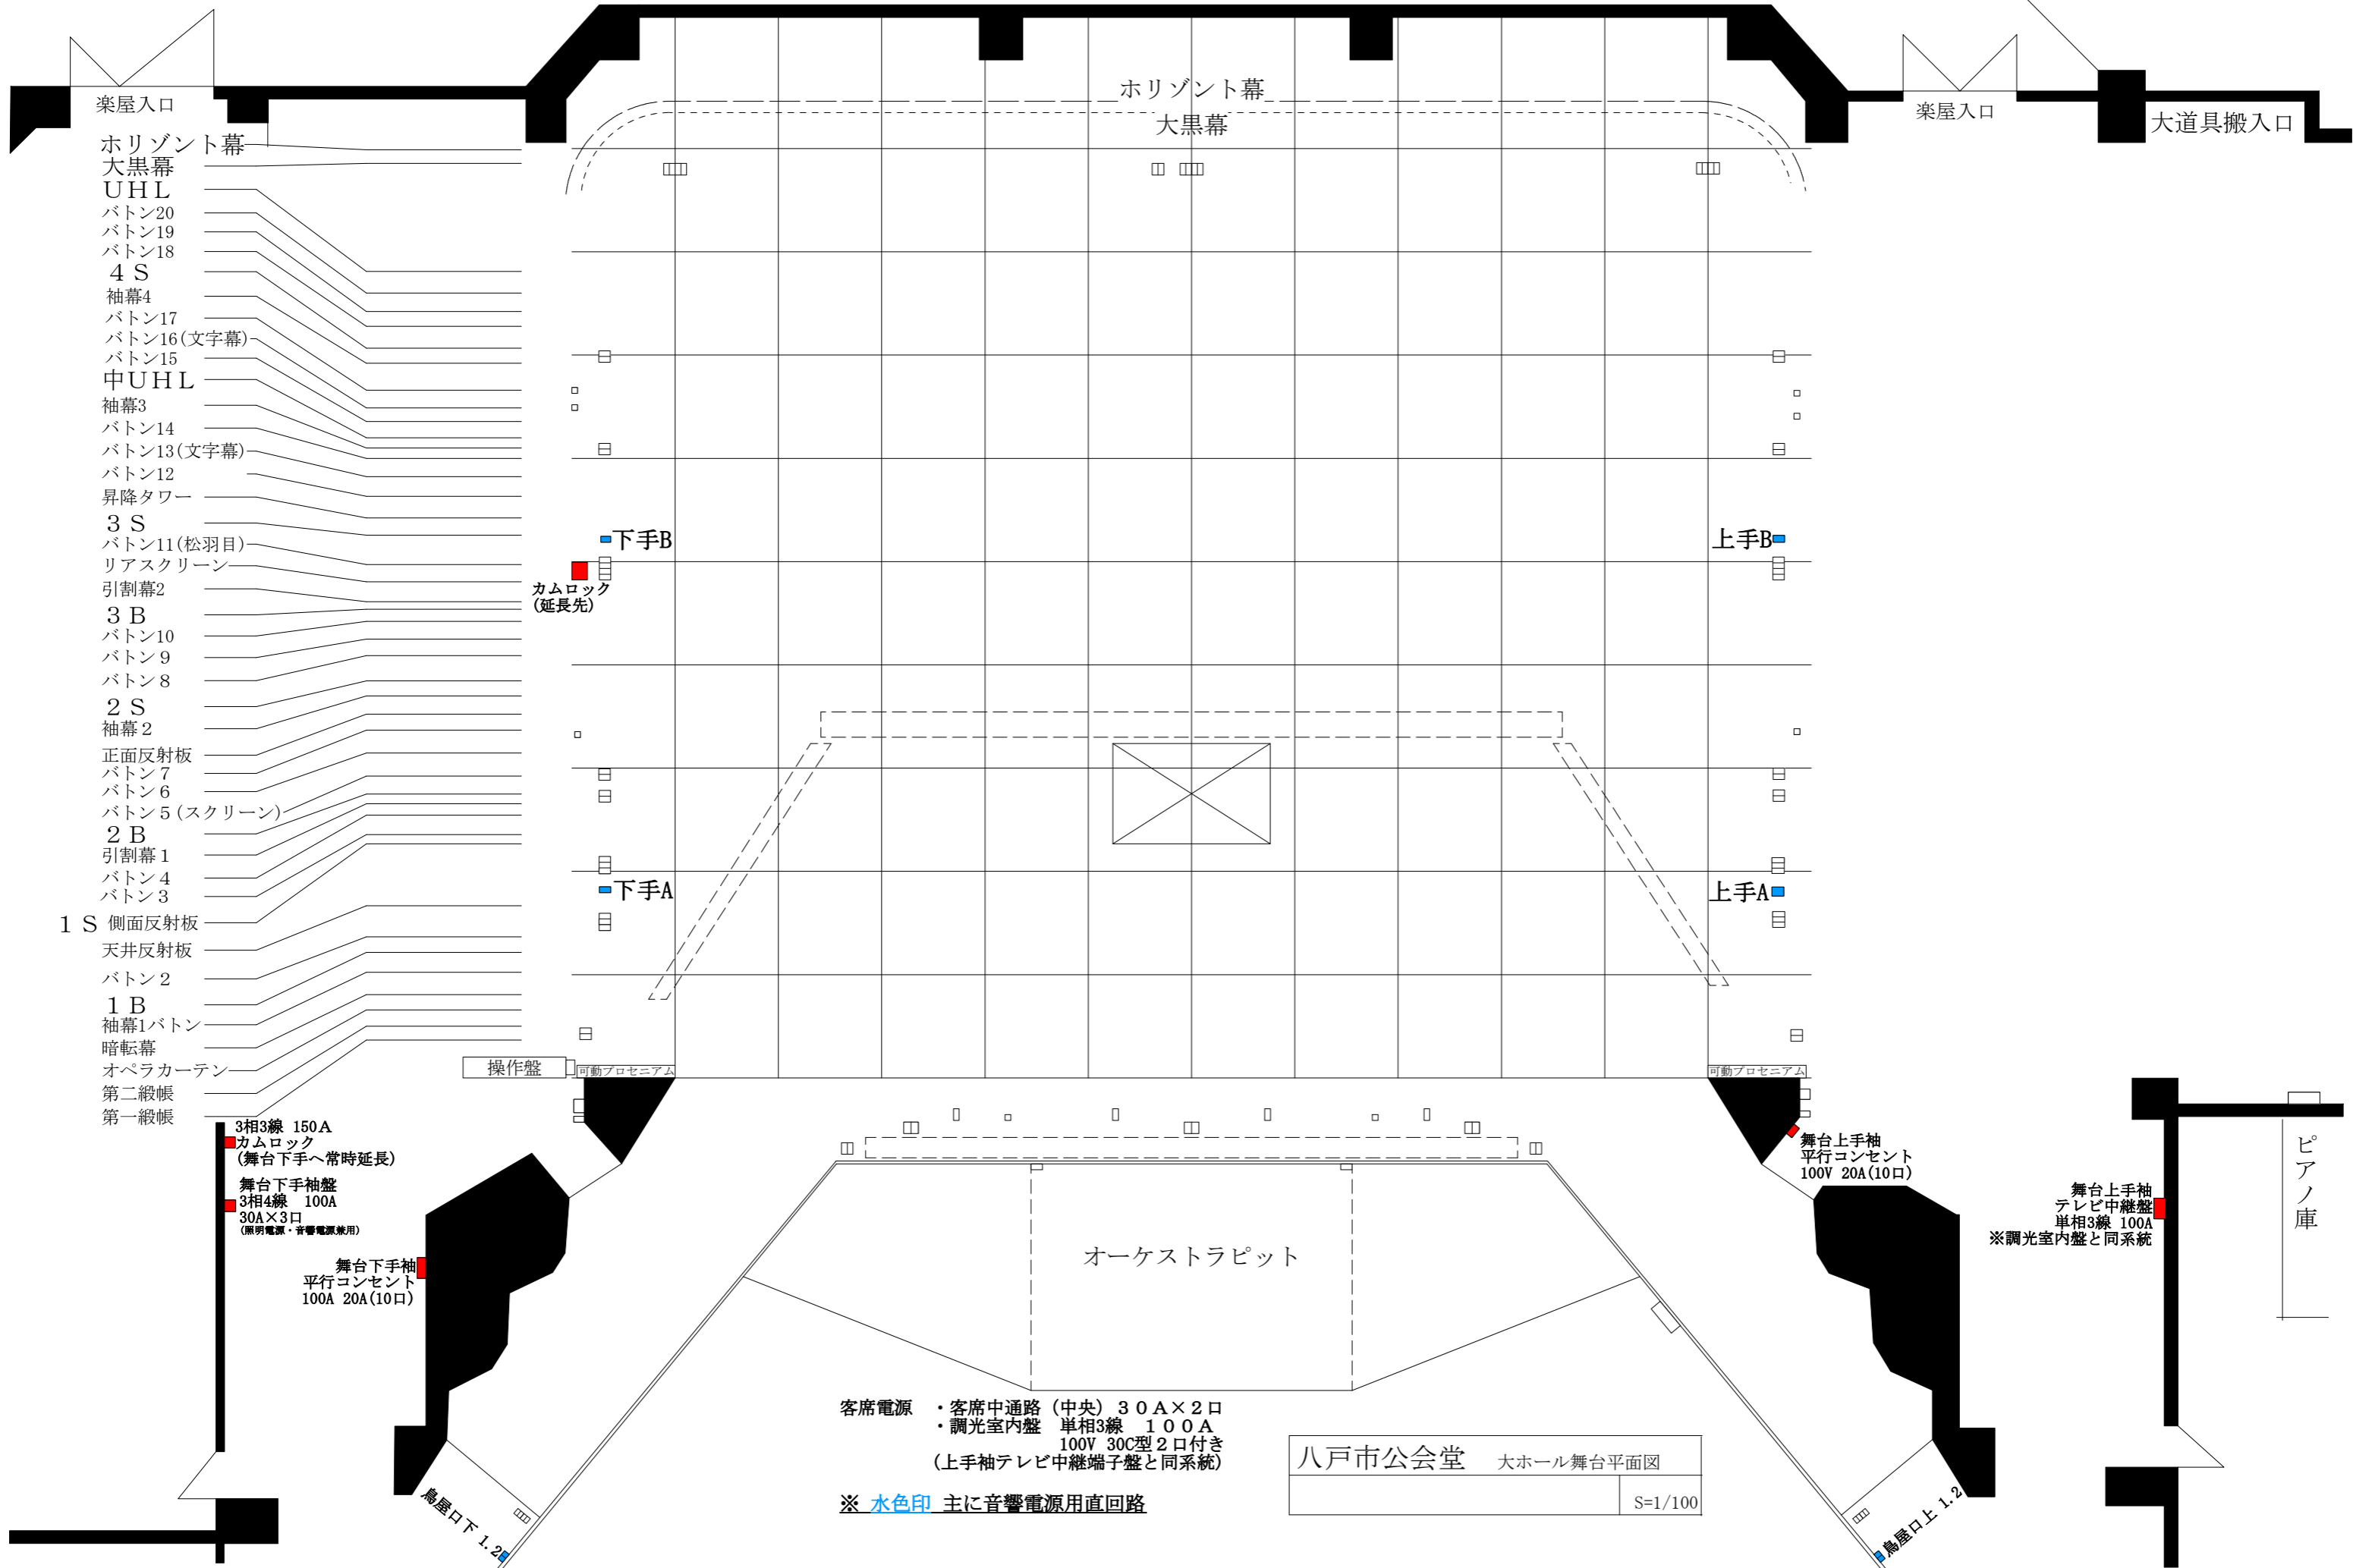 楽屋入口
ホリゾント幕
大黒幕
楽屋入口
大道具搬入口
ホリゾント幕
大黒幕
ＵＨＬ
バトン20
バトン19
バトン18
４Ｓ
袖幕4
バトン17
バトン16(文字幕)
バトン15
中ＵＨＬ
袖幕3
バトン14
バトン13(文字幕)
バトン12
昇降タワー
３Ｓ
バトン11(松羽目)
リアスクリーン
引割幕2
３Ｂ
バトン10
バトン９
バトン８
２Ｓ
袖幕２
正面反射板
バトン７
バトン６
バトン５(スクリーン)
２Ｂ
引割幕１
バトン４
バトン３
１Ｓ 側面反射板
天井反射板
バトン２
１Ｂ
袖幕1バトン
暗転幕
オペラカーテン
第二緞帳
第一緞帳
下手B
上手B
カムロック
(延長先)
下手A
上手A
操作盤
可動プロセニアム
可動プロセニアム
3相3線 150A
カムロック
(舞台下手へ常時延長)
舞台下手袖盤
3相4線 100A
30A×3口
(照明電源・音響電源兼用)
舞台下手袖
平行コンセント
100A 20A(10口)
舞台上手袖
平行コンセント
100V 20A(10口)
舞台上手袖
テレビ中継盤
単相3線 100A
※調光室内盤と同系統
ピアノ庫
オーケストラピット
客席電源 ・客席中通路（中央）３０Ａ×２口
・調光室内盤 単相3線 １００Ａ
100V 30C型２口付き
(上手袖テレビ中継端子盤と同系統)
※ 水色印 主に音響電源用直回路
八戸市公会堂 大ホール舞台平面図
S=1/100
鳥屋口下 1.2
鳥屋口上 1.2